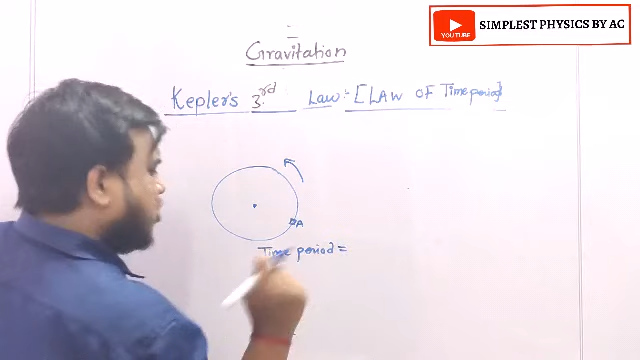 SIMPLEST PHYSICS BY AC
YOUTUBE
Gravitation
Kepler's 3rd Law :- [LAW OF Time period]
A
Time period =